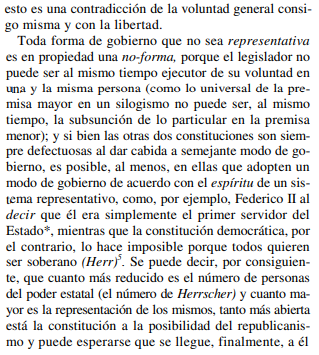 esto es una contradicción de la voluntad general consi-
go misma y con la libertad.
Toda forma de gobierno que no sea representativa
es en propiedad una no-forma, porque el legislador no
puede ser al mismo tiempo ejecutor de su voluntad en
una y la misma persona (como lo universal de la pre-
misa mayor en un silogismo no puede ser, al mismo
tiempo, la subsunción de lo particular en la premisa
menor); y si bien las otras dos constituciones son siem-
pre defectuosas al dar cabida a semejante modo de go-
bierno, es posible, al menos, en ellas que adopten un
modo de gobierno de acuerdo con el espíritu de un sis-
tema representativo, como, por ejemplo, Federico II al
decir que él era simplemente el primer servidor del
Estado*, mientras que la constitución democrática, por
el contrario, lo hace imposible porque todos quieren
ser soberano (Herr)5. Se puede decir, por consiguien-
te, que cuanto más reducido es el número de personas
del poder estatal (el número de Herrscher) y cuanto ma-
yor es la representación de los mismos, tanto más abierta
está la constitución a la posibilidad del republicanis-
mo y puede esperarse que se llegue, finalmente, a él